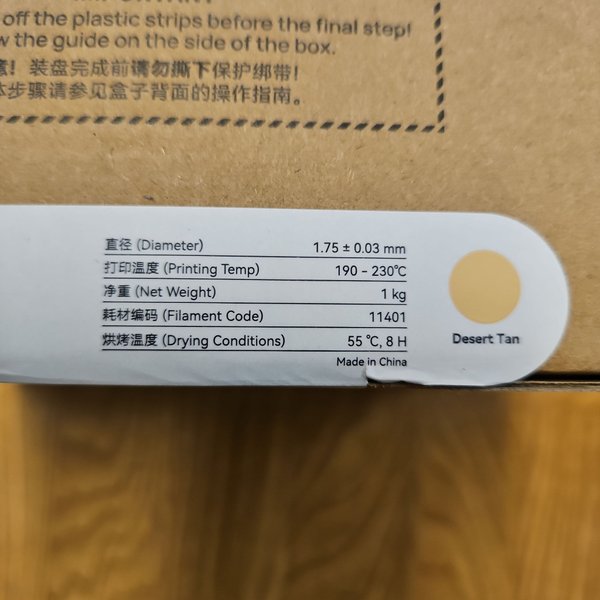 off the plastic strips before the final step!
the guide on the side of the box.
装盘完成前请勿撕下保护绑带!
步骤请参见盒子背面的操作指南。
直径 (Diameter) 1.75 ± 0.03 mm
打印温度 (Printing Temp) 190 - 230℃
净重 (Net Weight) 1 kg
耗材编码 (Filament Code) 11401
烘烤温度 (Drying Conditions) 55 ℃, 8 H
Made in China
Desert Tan